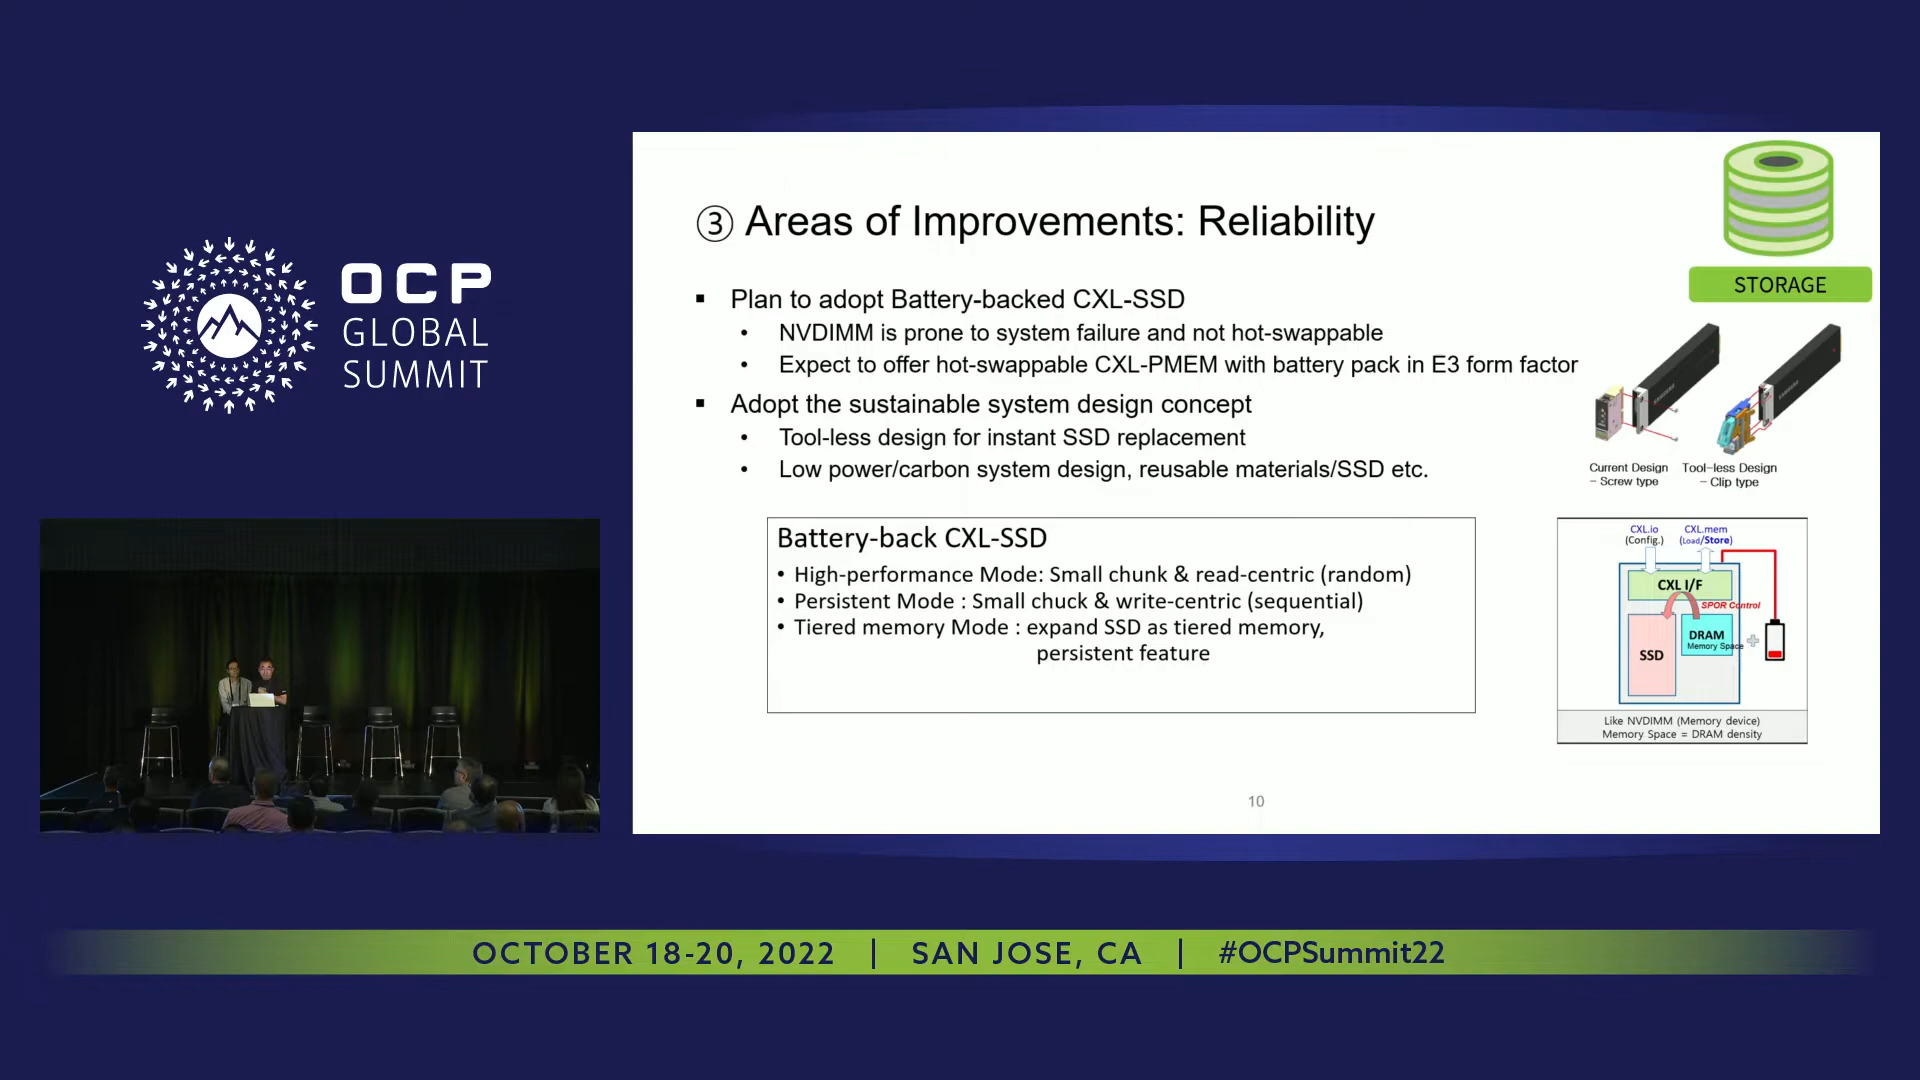 OCP
GLOBAL
SUMMIT
③ Areas of Improvements: Reliability
STORAGE
▪ Plan to adopt Battery-backed CXL-SSD
• NVDIMM is prone to system failure and not hot-swappable
• Expect to offer hot-swappable CXL-PMEM with battery pack in E3 form factor
▪ Adopt the sustainable system design concept
• Tool-less design for instant SSD replacement
• Low power/carbon system design, reusable materials/SSD etc.
SAMSUNG
Current Design
- Screw type
Tool-less Design
- Clip type
Battery-back CXL-SSD
• High-performance Mode: Small chunk & read-centric (random)
• Persistent Mode : Small chuck & write-centric (sequential)
• Tiered memory Mode : expand SSD as tiered memory,
persistent feature
CXL.io
(Config.)
CXL.mem
(Load/Store)
CXL I/F
SPOR Control
SSD
DRAM
Memory Space
Like NVDIMM (Memory device)
Memory Space = DRAM density
10
OCTOBER 18-20, 2022 | SAN JOSE, CA | #OCPSummit22